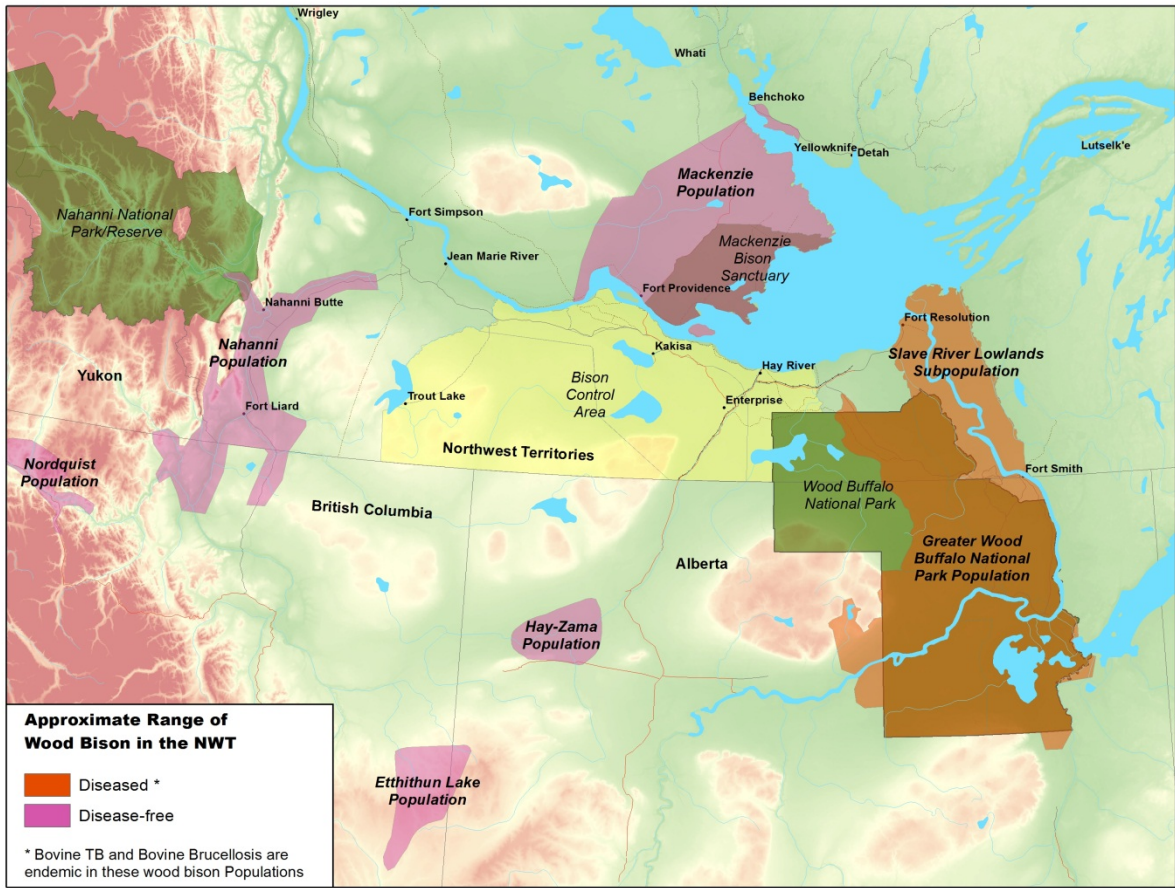 Wrigley
Whati
Behchoko
Yellowknife
Detah
Lutselk'e
Mackenzie
Population
Nahanni National
Park/Reserve
Fort Simpson
Mackenzie
Bison
Sanctuary
Jean Marie River
Fort Providence
Nahanni Butte
Fort Resolution
Nahanni
Population
Slave River Lowlands
Subpopulation
Kakisa
Yukon
Hay River
Bison
Control
Area
Trout Lake
Enterprise
Fort Liard
Northwest Territories
Nordquist
Population
Fort Smith
Wood Buffalo
National Park
British Columbia
Greater Wood
Buffalo National
Park Population
Alberta
Hay-Zama
Population
Etthithun Lake
Population
Approximate Range of
Wood Bison in the NWT
Diseased *
Disease-free
* Bovine TB and Bovine Brucellosis are
endemic in these wood bison Populations